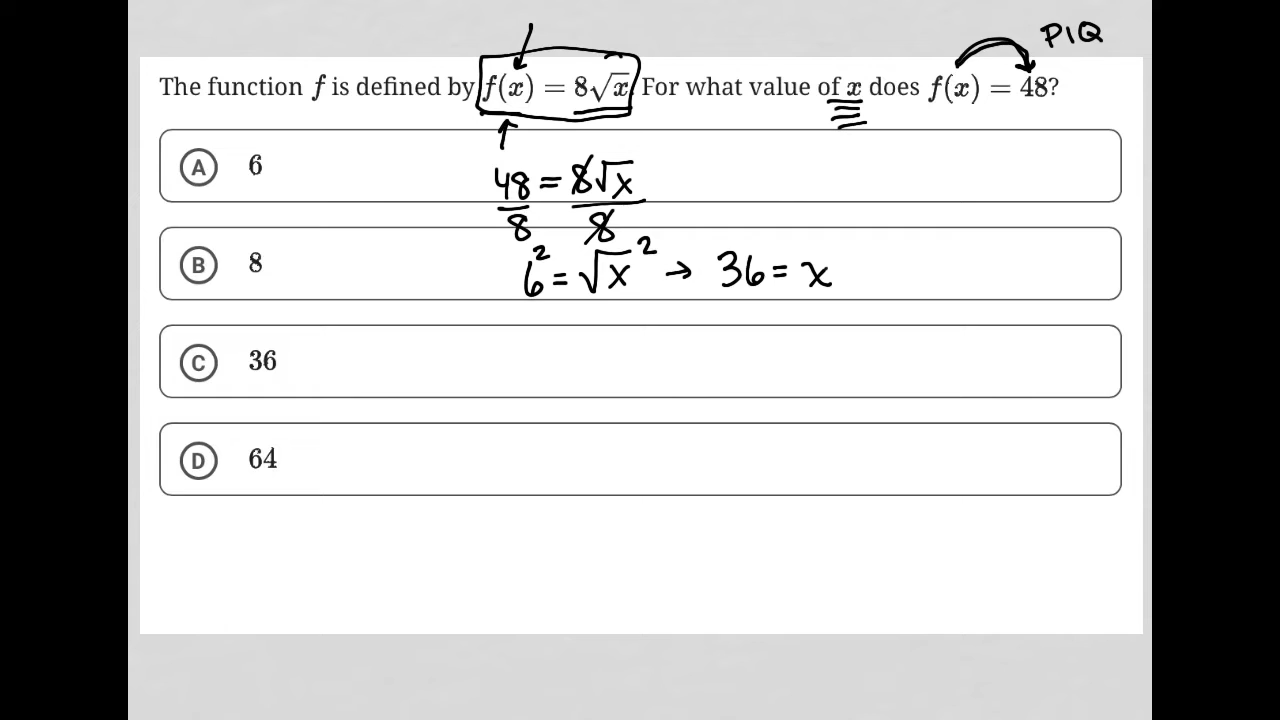 PIQ
The function f is defined by f(x) = 8√x. For what value of x does f(x) = 48?
A 6
48 = 8√x
8 8
B 8
6² = √x² → 36 = x
C 36
D 64